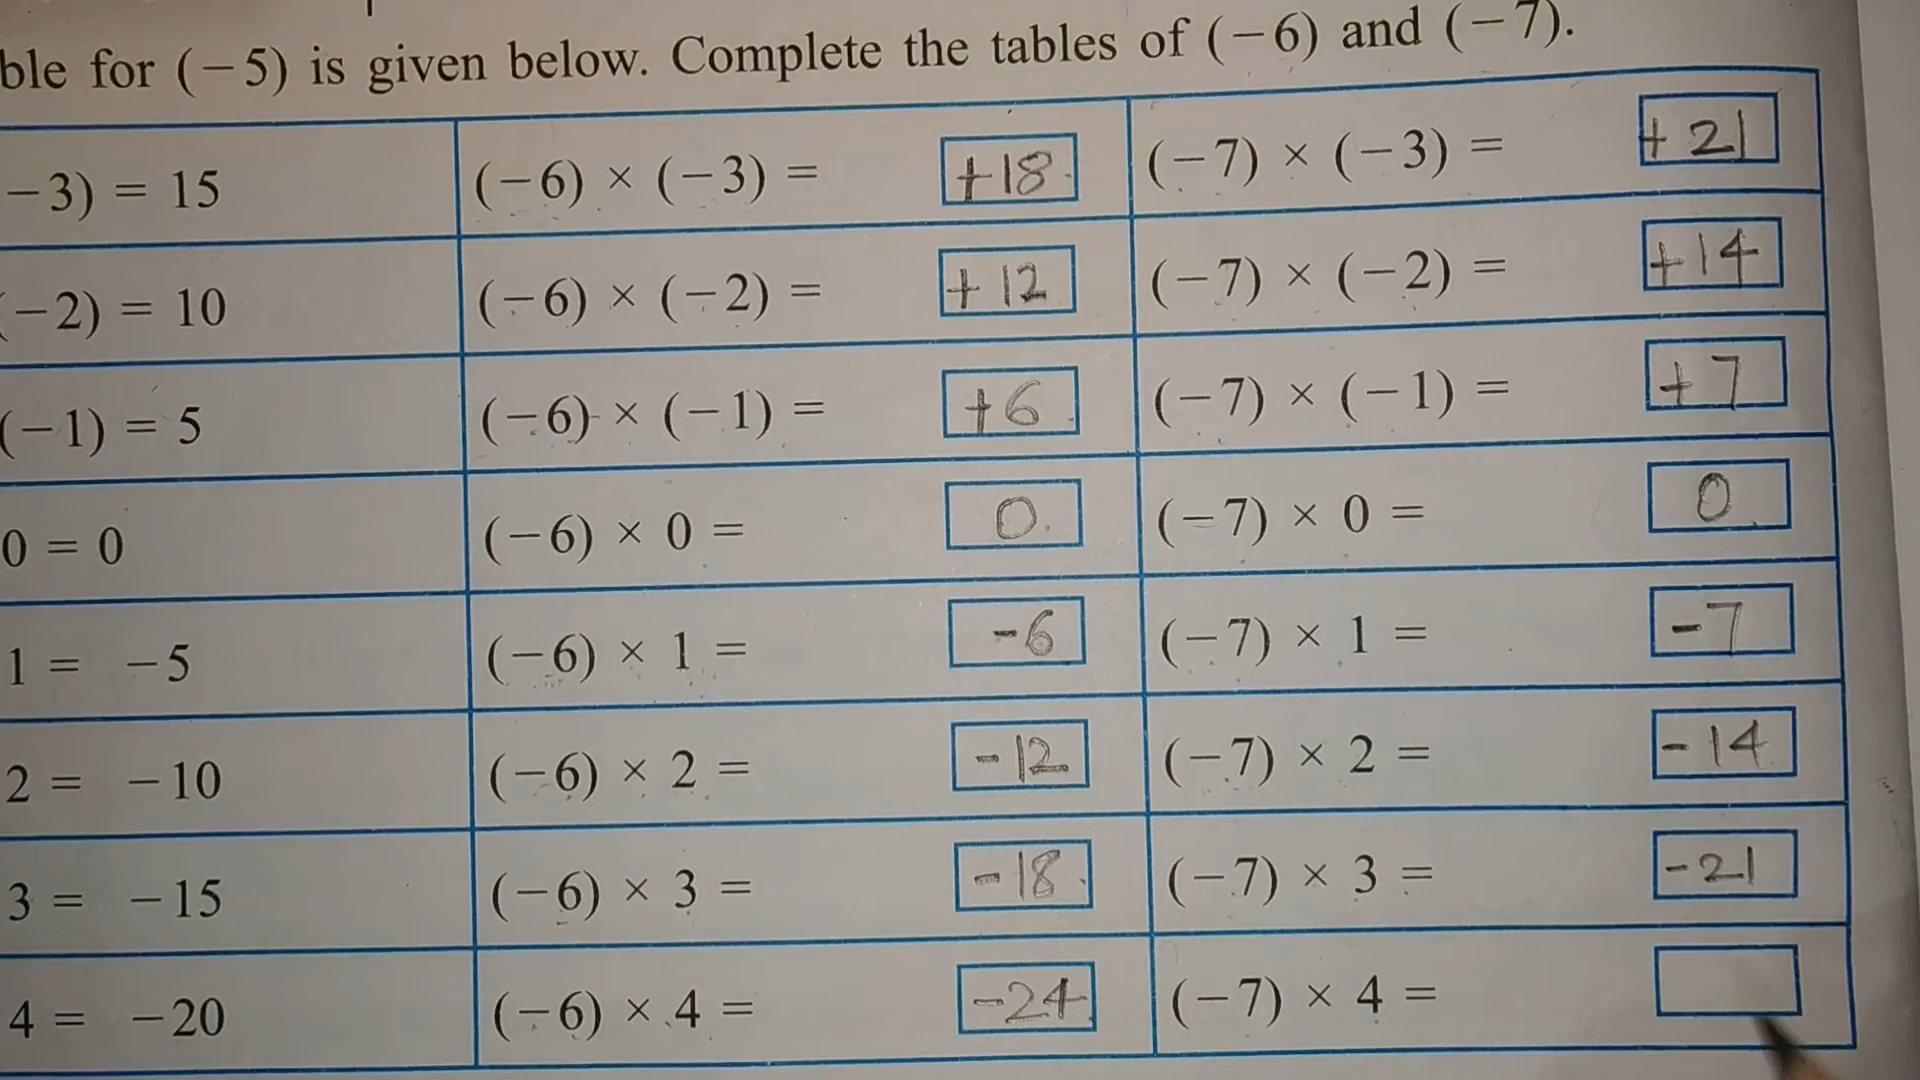 ble for (−5) is given below. Complete the tables of (−6) and (−7).
−3) = 15 (−6) × (−3) = +18 (−7) × (−3) = +21
(−2) = 10 (−6) × (−2) = +12 (−7) × (−2) = +14
(−1) = 5 (−6) × (−1) = +6 (−7) × (−1) = +7
0 = 0 (−6) × 0 = 0 (−7) × 0 = 0
1 = −5 (−6) × 1 = -6 (−7) × 1 = -7
2 = −10 (−6) × 2 = -12 (−7) × 2 = -14
3 = −15 (−6) × 3 = -18 (−7) × 3 = -21
4 = −20 (−6) × 4 = -24 (−7) × 4 =